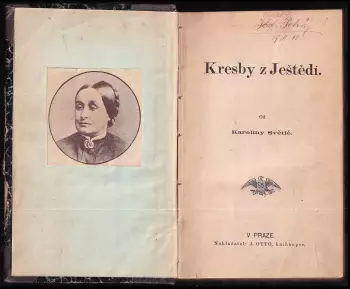 Kresby z Ještědí.
Od
Karoliny Světlé.
V PRAZE.
Nakladatel: J. OTTO, knihkupec.